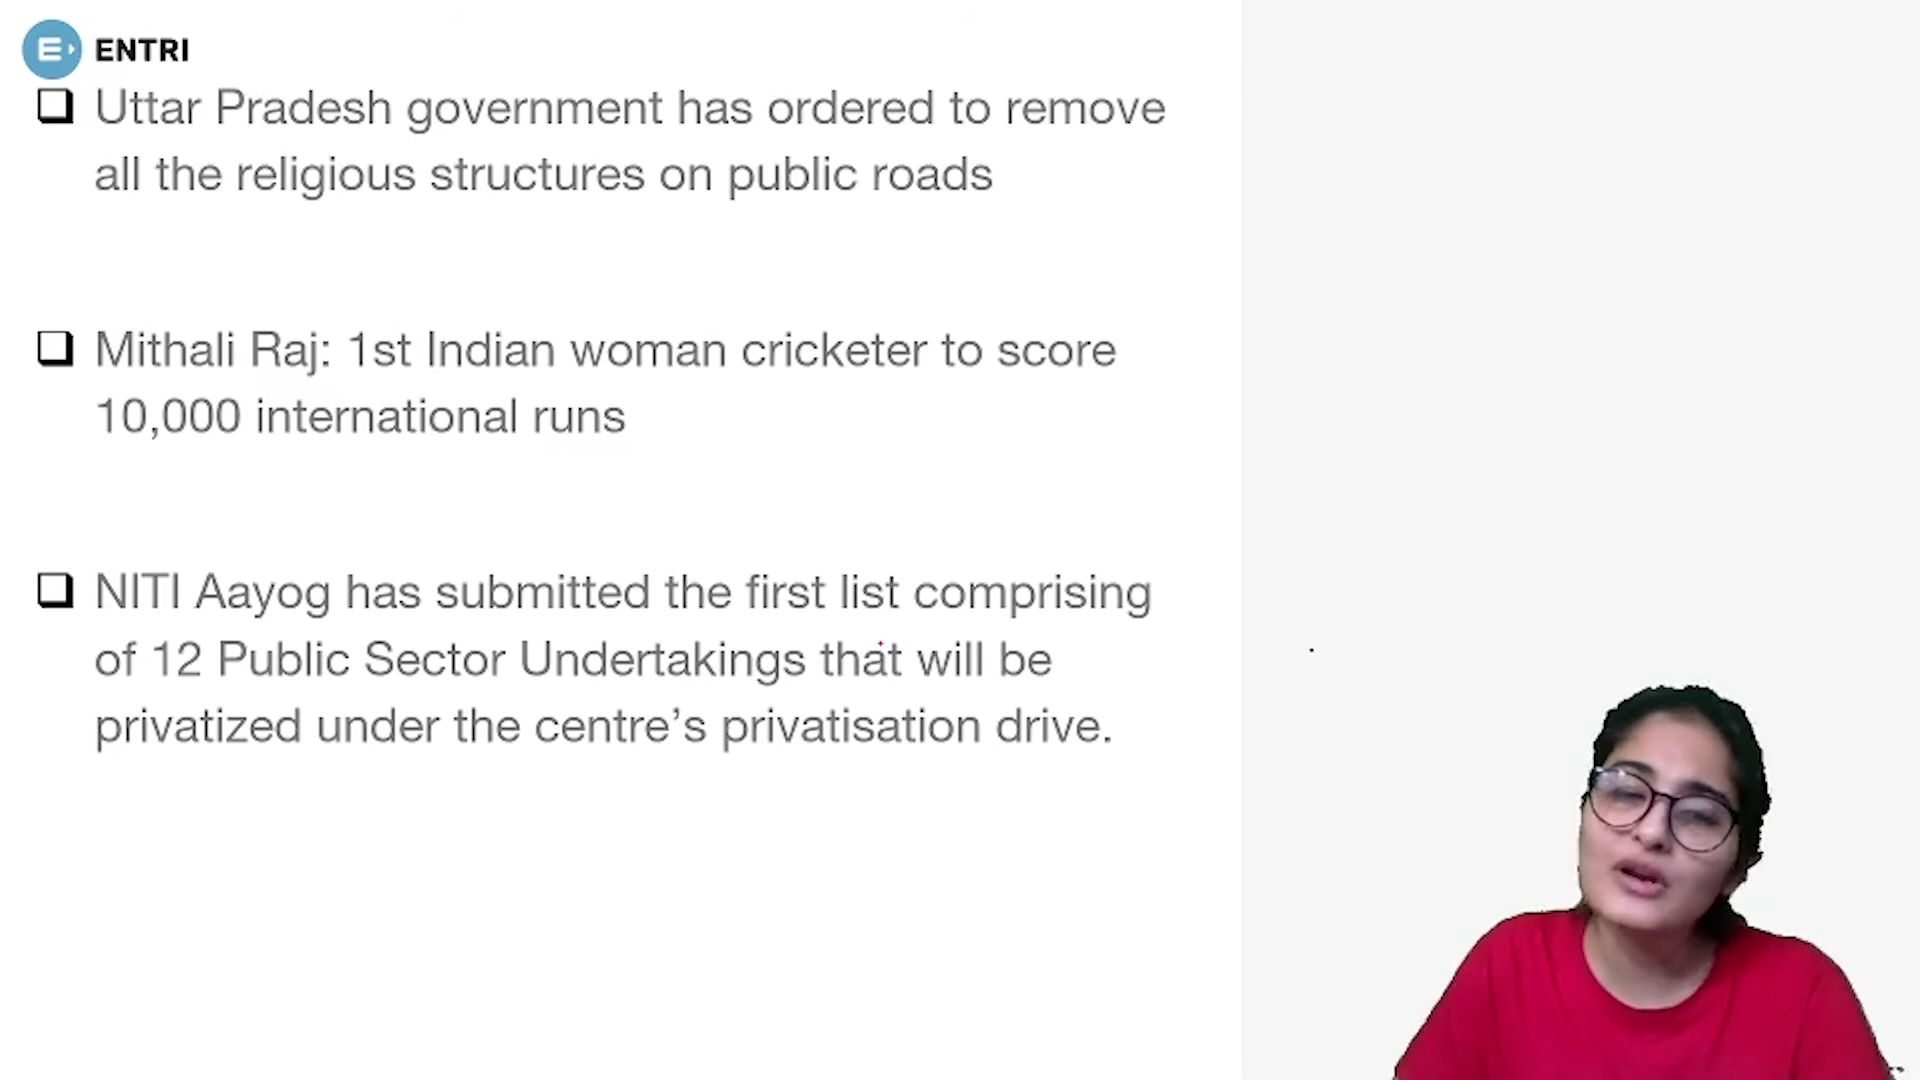 ENTRI
Uttar Pradesh government has ordered to remove
all the religious structures on public roads
Mithali Raj: 1st Indian woman cricketer to score
10,000 international runs
NITI Aayog has submitted the first list comprising
of 12 Public Sector Undertakings that will be
privatized under the centre’s privatisation drive.